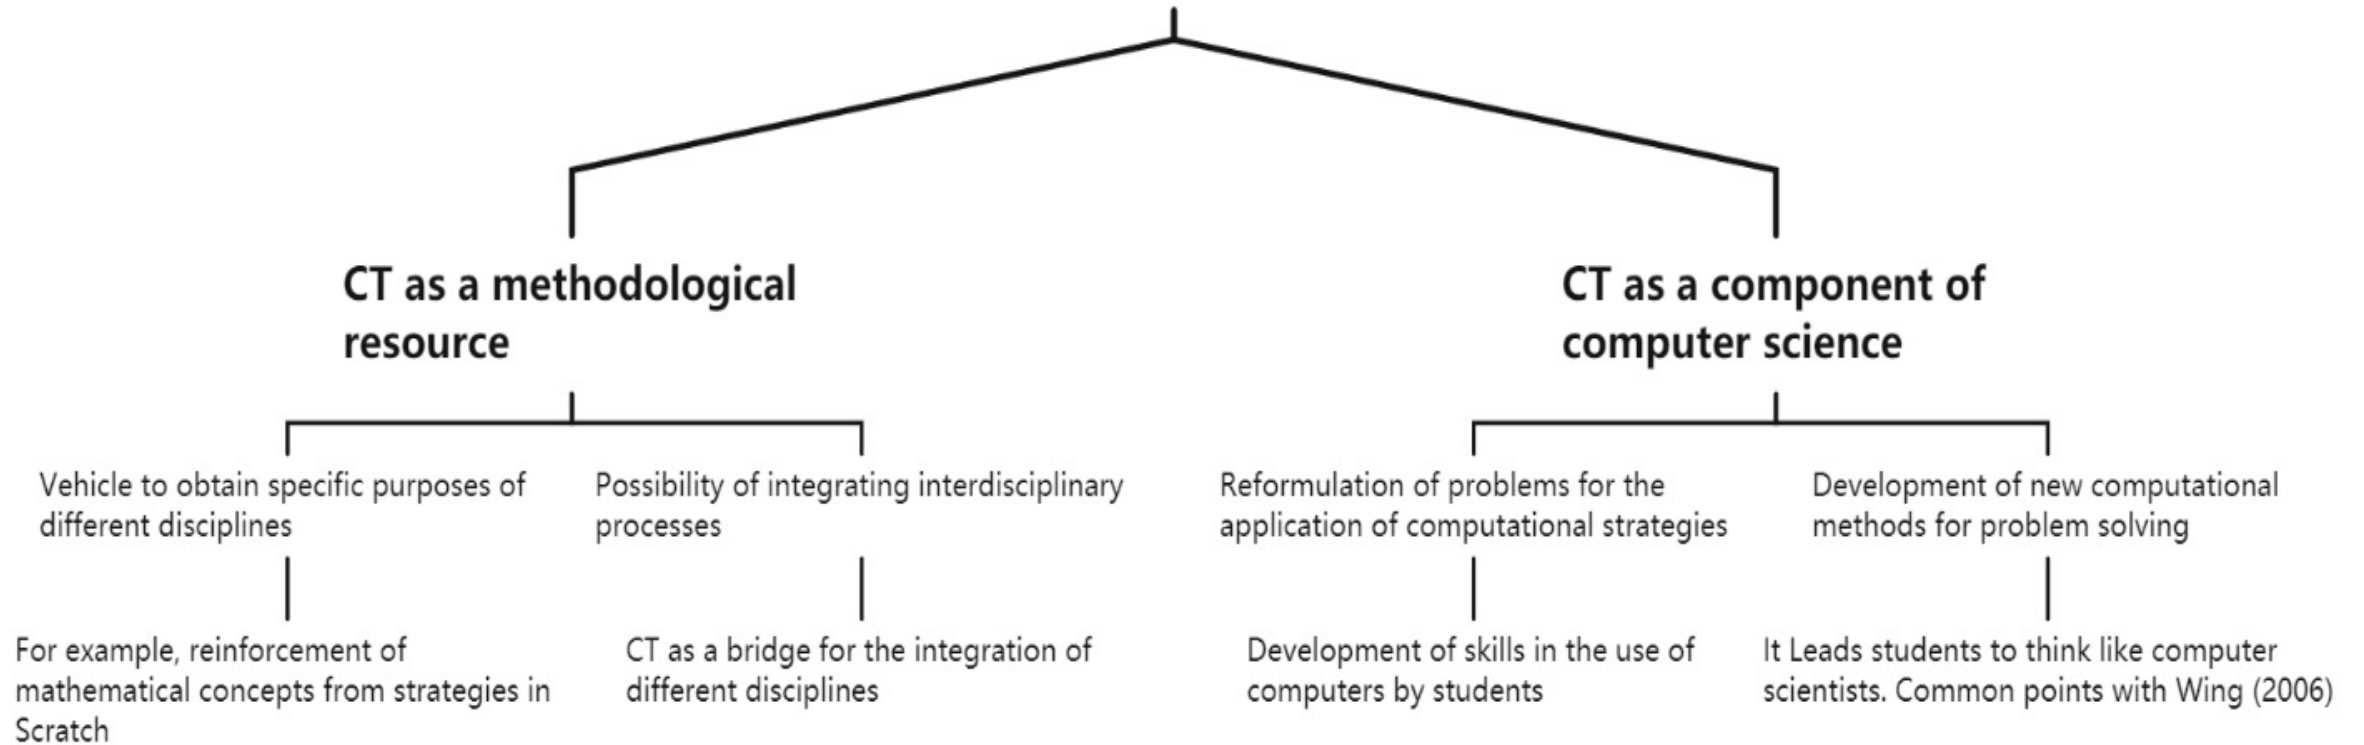 CT as a methodological
resource
CT as a component of
computer science
Vehicle to obtain specific purposes of
different disciplines
Possibility of integrating interdisciplinary
processes
Reformulation of problems for the
application of computational strategies
Development of new computational
methods for problem solving
For example, reinforcement of
mathematical concepts from strategies in
Scratch
CT as a bridge for the integration of
different disciplines
Development of skills in the use of
computers by students
It Leads students to think like computer
scientists. Common points with Wing (2006)